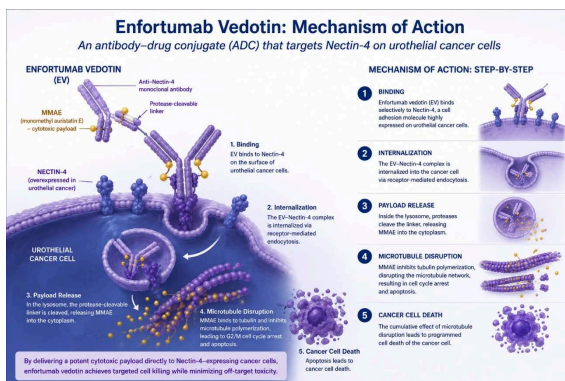 Enfortumab Vedotin: Mechanism of Action
An antibody–drug conjugate (ADC) that targets Nectin-4 on urothelial cancer cells
ENFORTUMAB VEDOTIN
(EV)
Anti–Nectin-4
monoclonal antibody
Protease-cleavable
linker
MMAE
(monomethyl auristatin E)
– cytotoxic payload
NECTIN-4
(overexpressed in
urothelial cancer)
1. Binding
EV binds to Nectin-4
on the surface of
urothelial cancer cells.
2. Internalization
The EV–Nectin-4 complex
is internalized via
receptor-mediated
endocytosis.
UROTHELIAL
CANCER CELL
3. Payload Release
In the lysosome, the protease-cleavable
linker is cleaved, releasing MMAE
into the cytoplasm.
4. Microtubule Disruption
MMAE binds to tubulin and inhibits
microtubule polymerization,
leading to G2/M cell cycle arrest
and apoptosis.
5. Cancer Cell Death
Apoptosis leads to
cancer cell death.
By delivering a potent cytotoxic payload directly to Nectin-4–expressing cancer cells,
enfortumab vedotin achieves targeted cell killing while minimizing off-target toxicity.
MECHANISM OF ACTION: STEP-BY-STEP
1 BINDING
Enfortumab vedotin (EV) binds
selectively to Nectin-4, a cell
adhesion molecule highly
expressed on urothelial cancer cells.
2 INTERNALIZATION
The EV–Nectin-4 complex is
internalized into the cancer cell
via receptor-mediated endocytosis.
3 PAYLOAD RELEASE
Inside the lysosome, proteases
cleave the linker, releasing
MMAE into the cytoplasm.
4 MICROTUBULE DISRUPTION
MMAE inhibits tubulin polymerization,
disrupting the microtubule network,
resulting in cell cycle arrest
and apoptosis.
5 CANCER CELL DEATH
The cumulative effect of microtubule
disruption leads to programmed
cell death of the cancer cell.